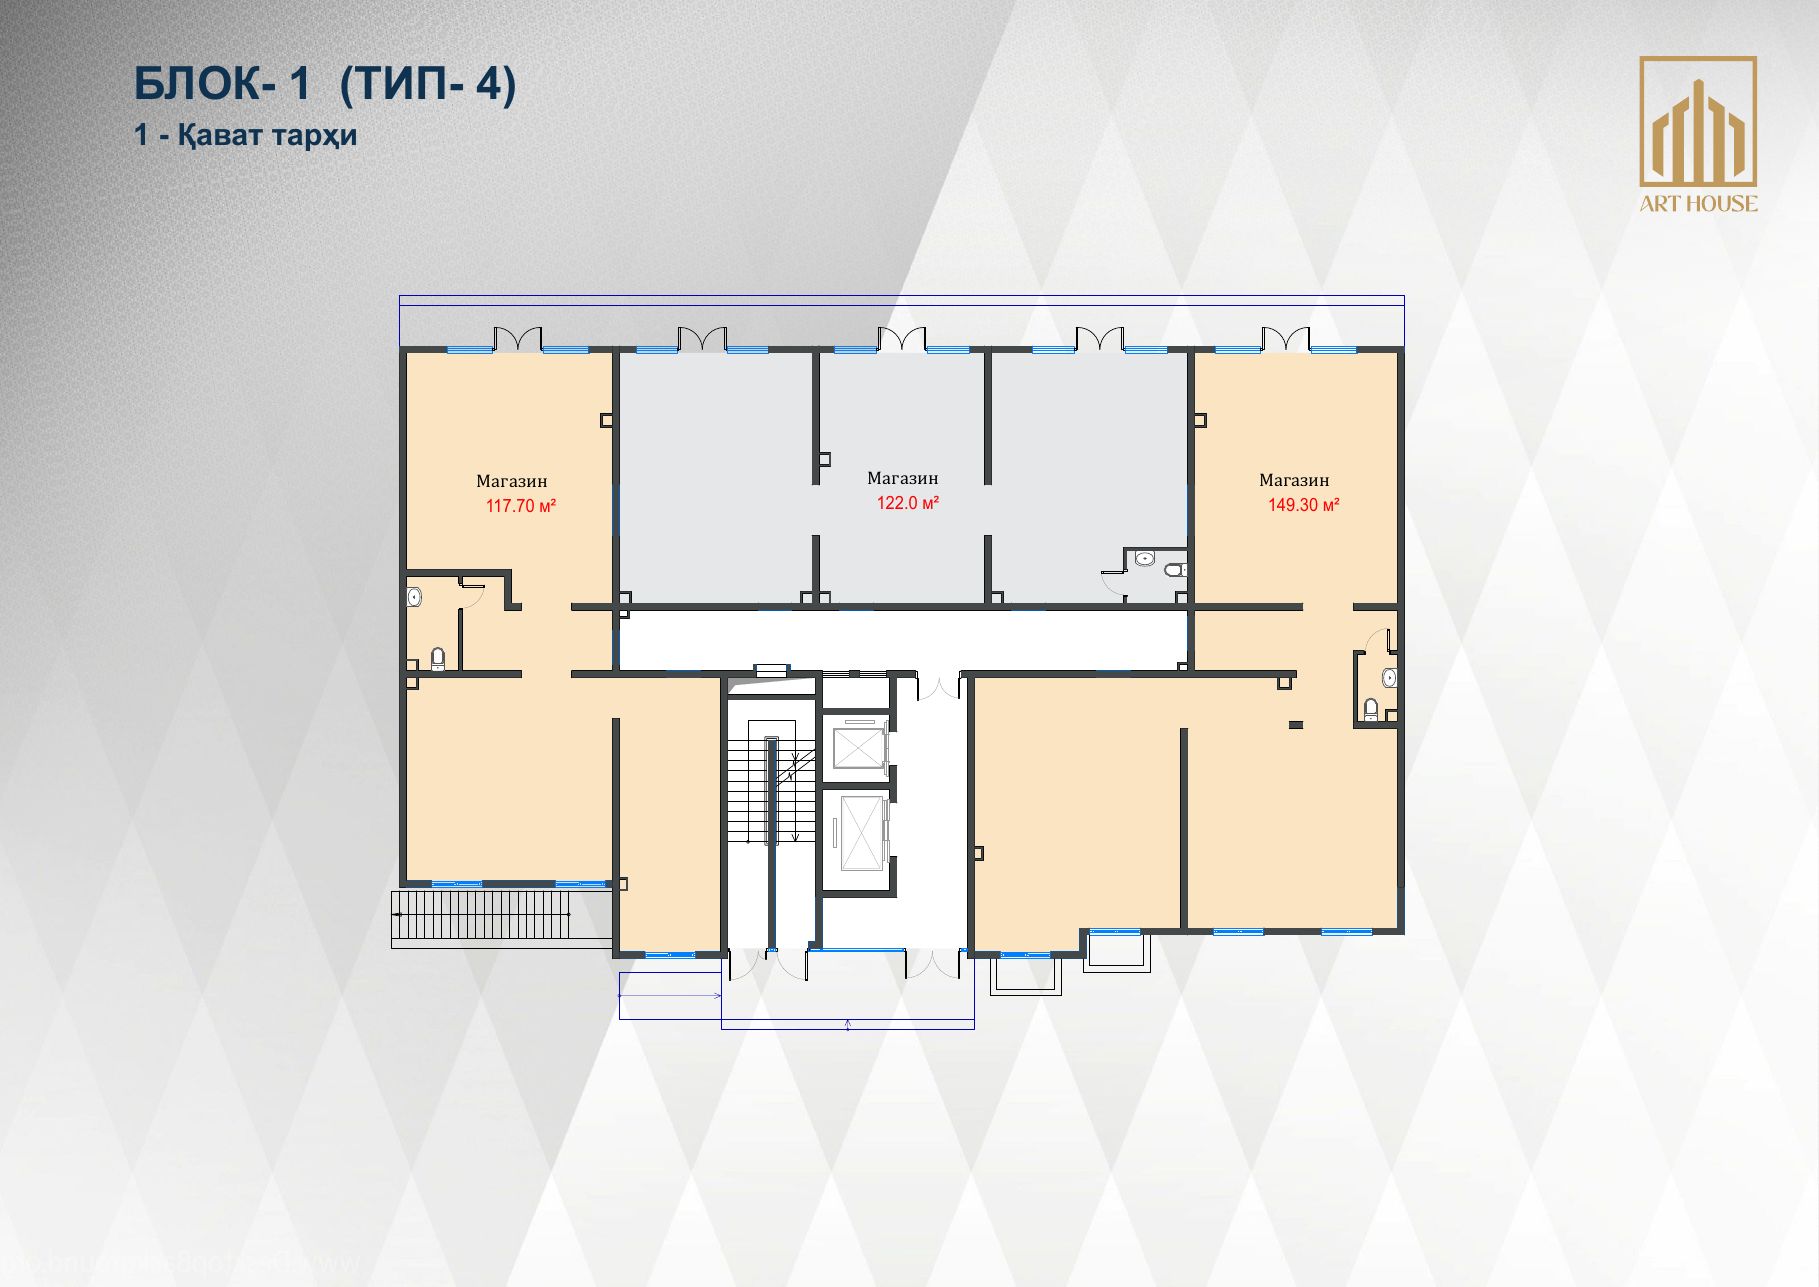 БЛОК- 1 (ТИП- 4)
1 - Қават тарҳи
ART HOUSE
Магазин
117.70 м²
Магазин
122.0 м²
Магазин
149.30 м²